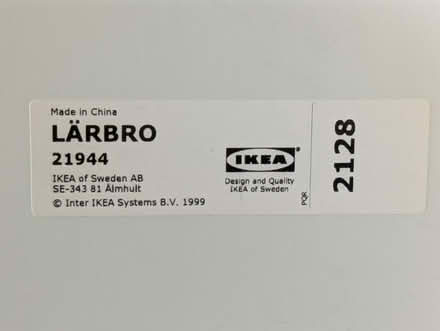 Made in China
LÄRBRO
21944
IKEA of Sweden AB
SE-343 81 Älmhult
© Inter IKEA Systems B.V. 1999
IKEA
Design and Quality
IKEA of Sweden
PQR
2128